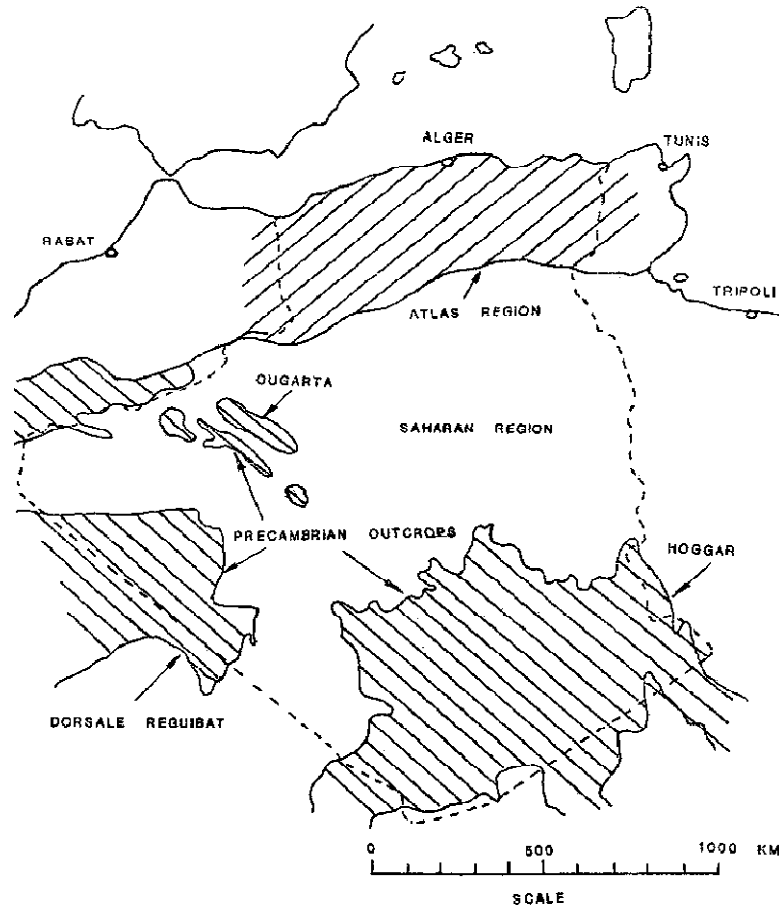 ALGER
TUNIS
RABAT
TRIPOLI
ATLAS REGION
OUGARTA
SAHARAN REGION
PRECAMBRIAN OUTCROPS
HOGGAR
DORSALE REGUIBAT
0 500 1000 KM
SCALE